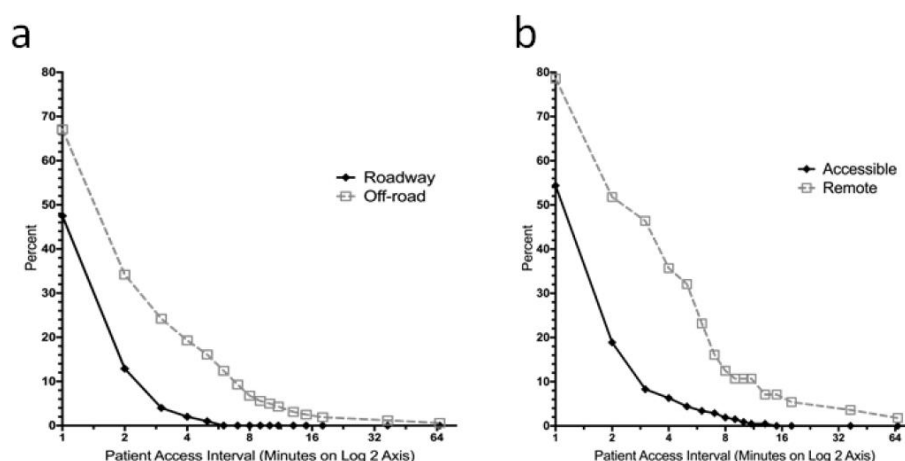 a
80
70
60
50
40
30
20
10
0
Percent
Roadway
Off-road
1 2 4 8 16 32 64
Patient Access Interval (Minutes on Log 2 Axis)
b
80
70
60
50
40
30
20
10
0
Percent
Accessible
Remote
1 2 4 8 16 32 64
Patient Access Interval (Minutes on Log 2 Axis)